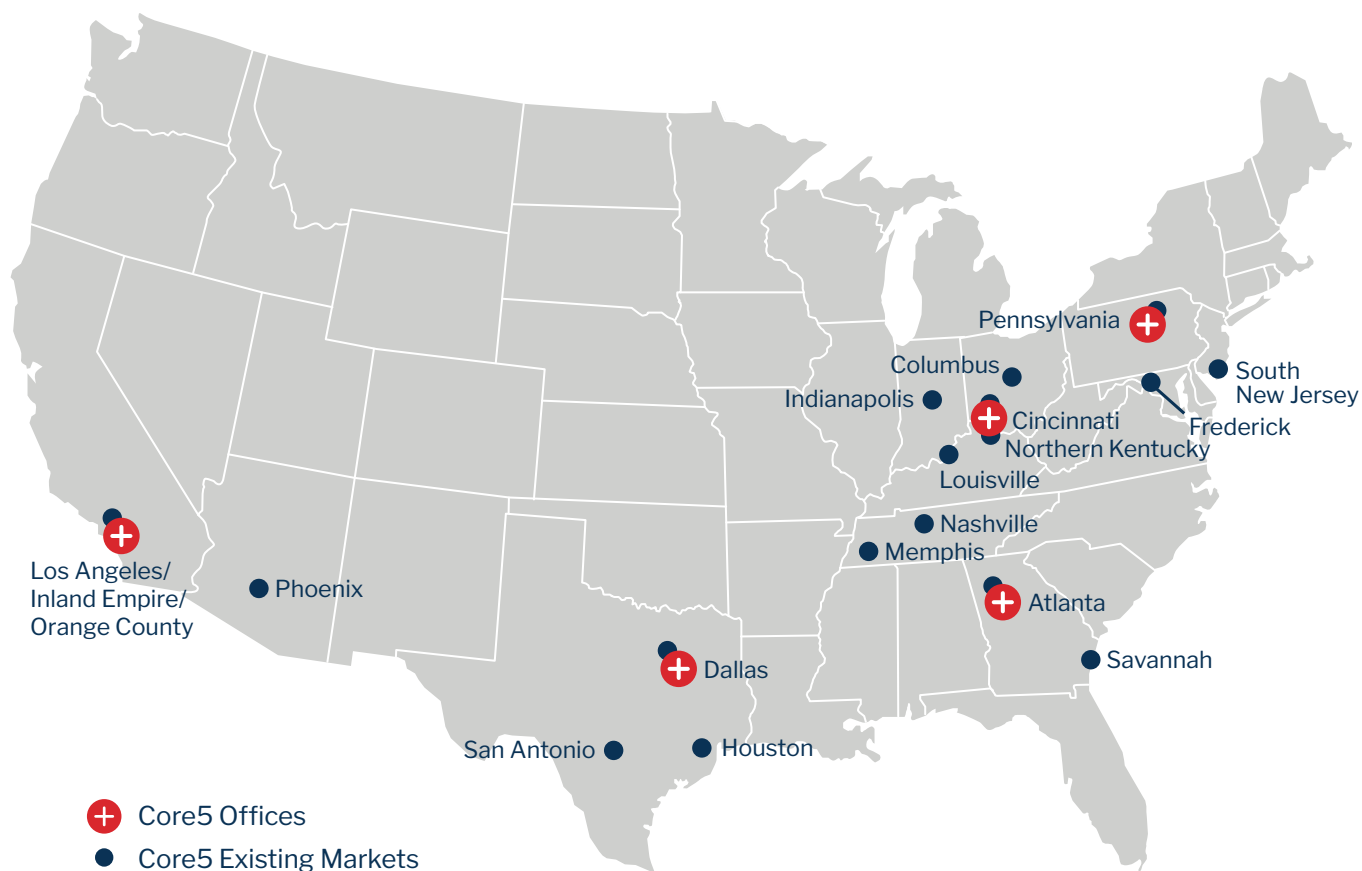 Pennsylvania
Columbus
South
New Jersey
Indianapolis
Cincinnati
Frederick
Northern Kentucky
Louisville
Nashville
Memphis
Los Angeles/
Inland Empire/
Orange County
Phoenix
Atlanta
Savannah
Dallas
San Antonio
Houston
Core5 Offices
Core5 Existing Markets